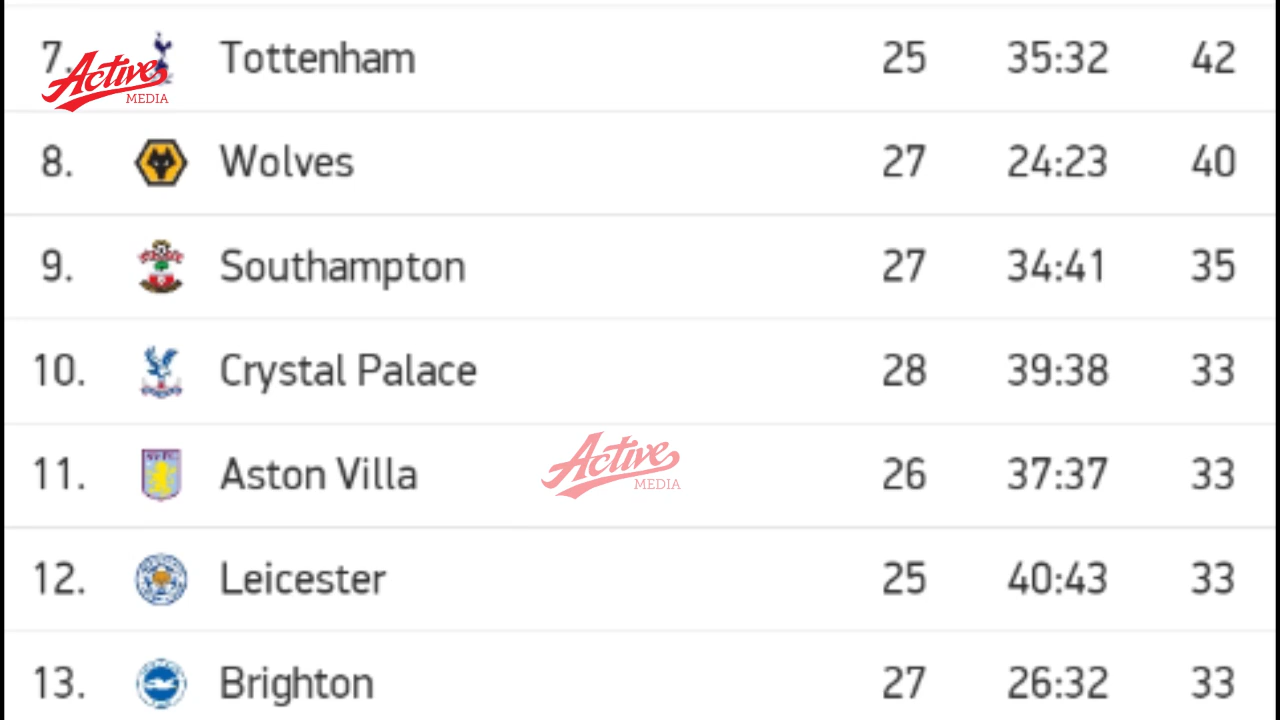 7. Tottenham 25 35:32 42
Active
MEDIA
8. Wolves 27 24:23 40
9. Southampton 27 34:41 35
10. Crystal Palace 28 39:38 33
11. Aston Villa 26 37:37 33
Active
MEDIA
12. Leicester 25 40:43 33
13. Brighton 27 26:32 33